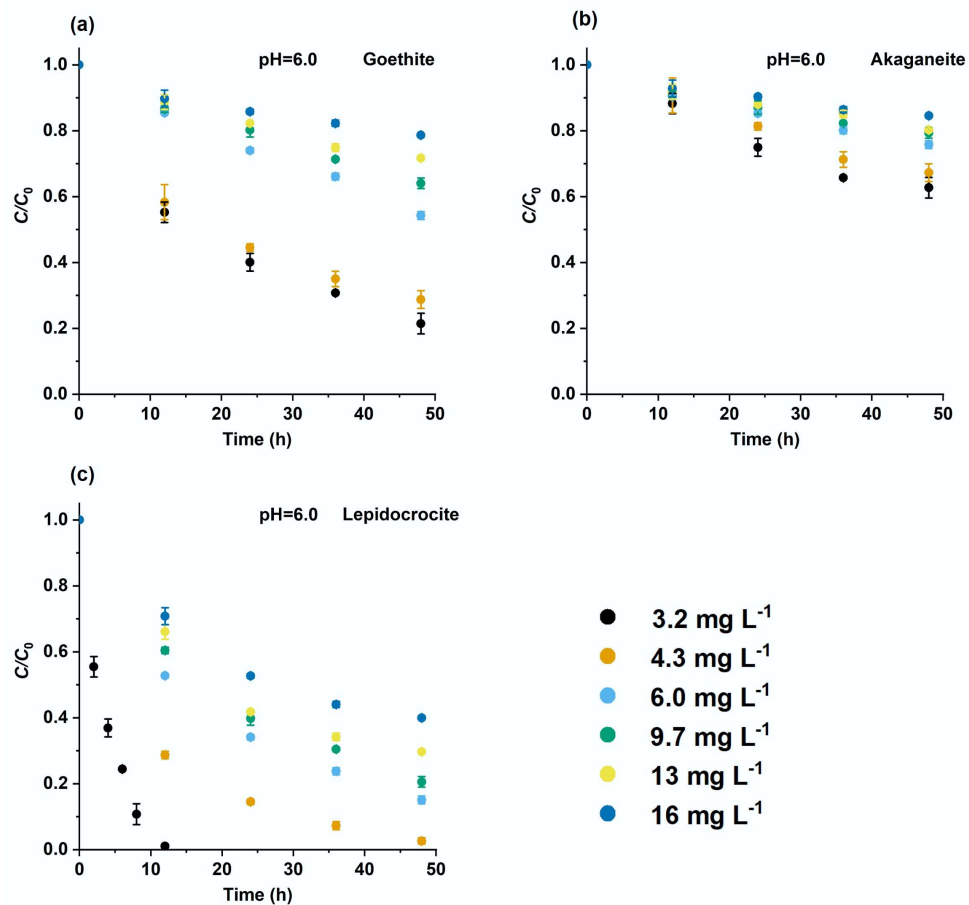 (a)
pH=6.0 Goethite
1.0
0.8
0.6
0.4
0.2
0.0
C/C₀
0 10 20 30 40 50
Time (h)
(b)
pH=6.0 Akaganeite
1.0
0.8
0.6
0.4
0.2
0.0
C/C₀
0 10 20 30 40 50
Time (h)
(c)
pH=6.0 Lepidocrocite
1.0
0.8
0.6
0.4
0.2
0.0
C/C₀
0 10 20 30 40 50
Time (h)
3.2 mg L⁻¹
4.3 mg L⁻¹
6.0 mg L⁻¹
9.7 mg L⁻¹
13 mg L⁻¹
16 mg L⁻¹